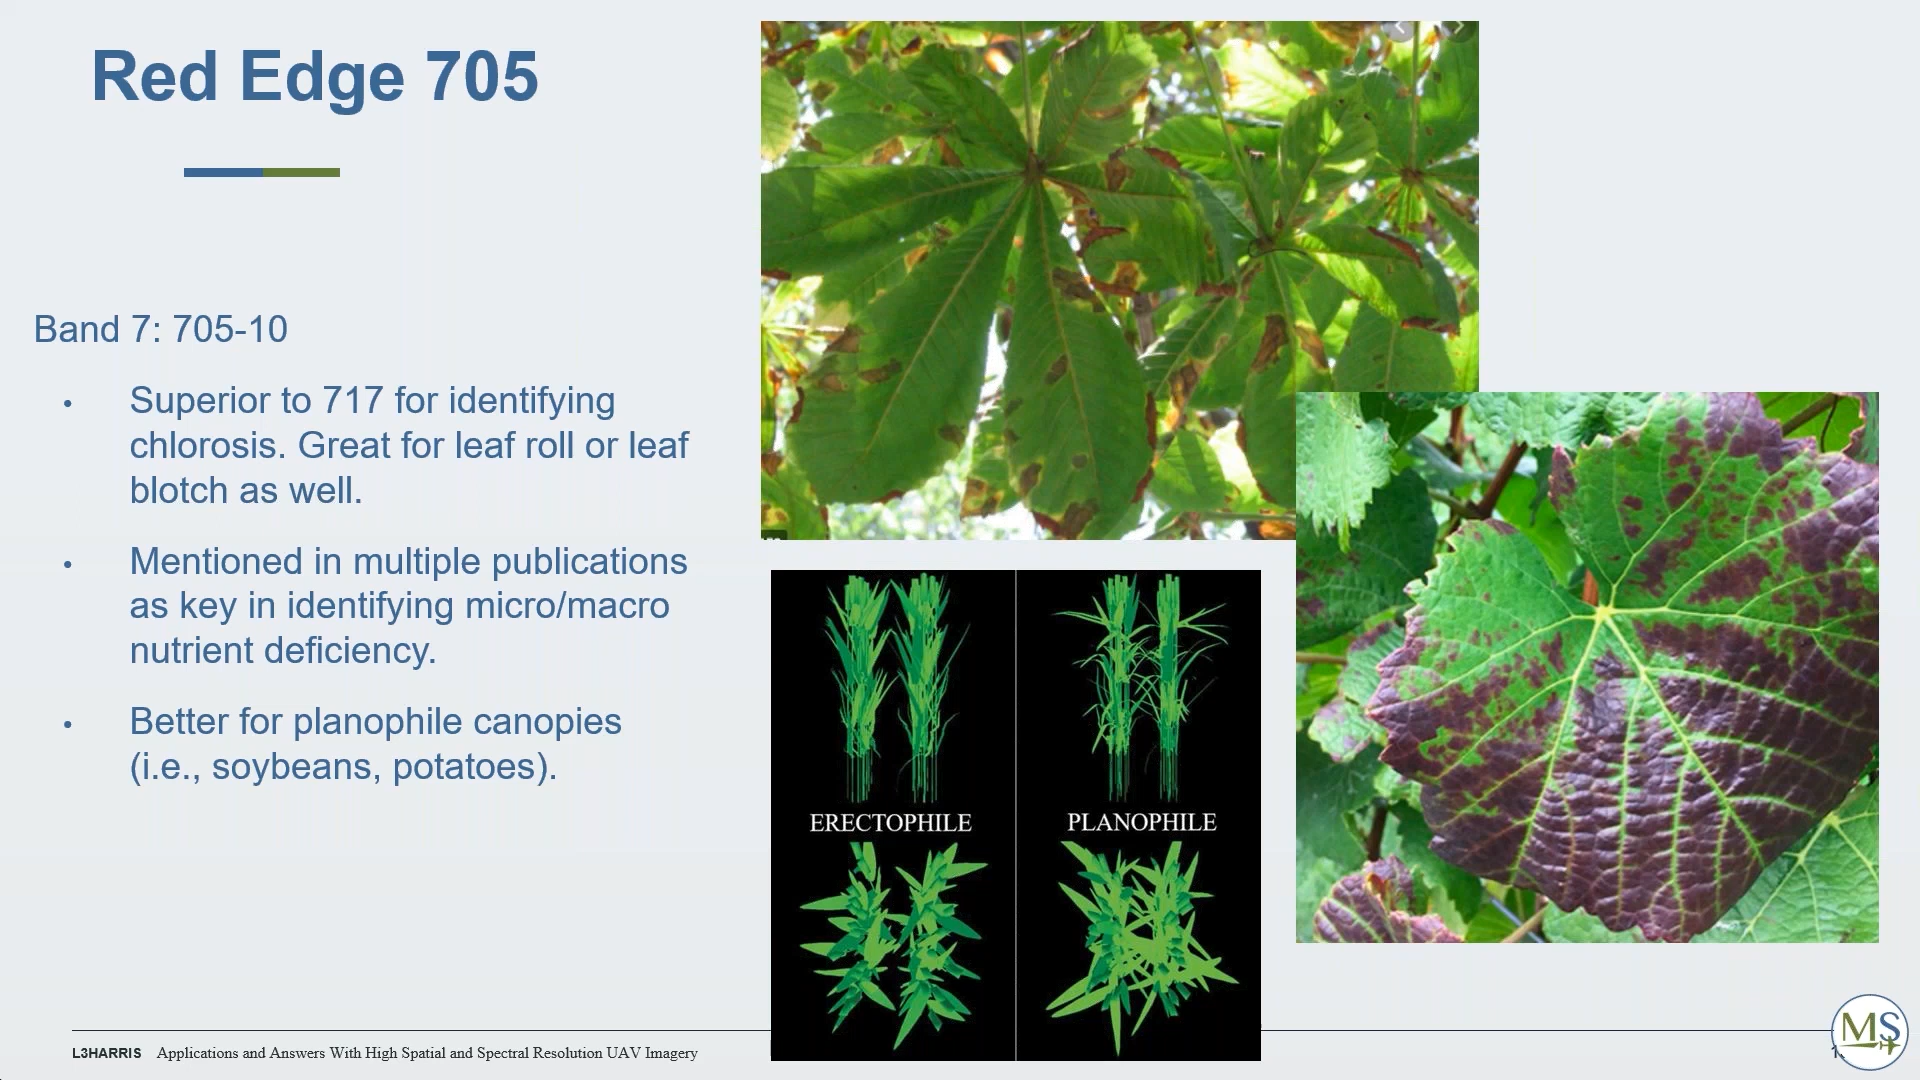 Red Edge 705
Band 7: 705-10
• Superior to 717 for identifying
chlorosis. Great for leaf roll or leaf
blotch as well.
• Mentioned in multiple publications
as key in identifying micro/macro
nutrient deficiency.
• Better for planophile canopies
(i.e., soybeans, potatoes).
ERECTOPHILE
PLANOPHILE
L3HARRIS Applications and Answers With High Spatial and Spectral Resolution UAV Imagery
MS